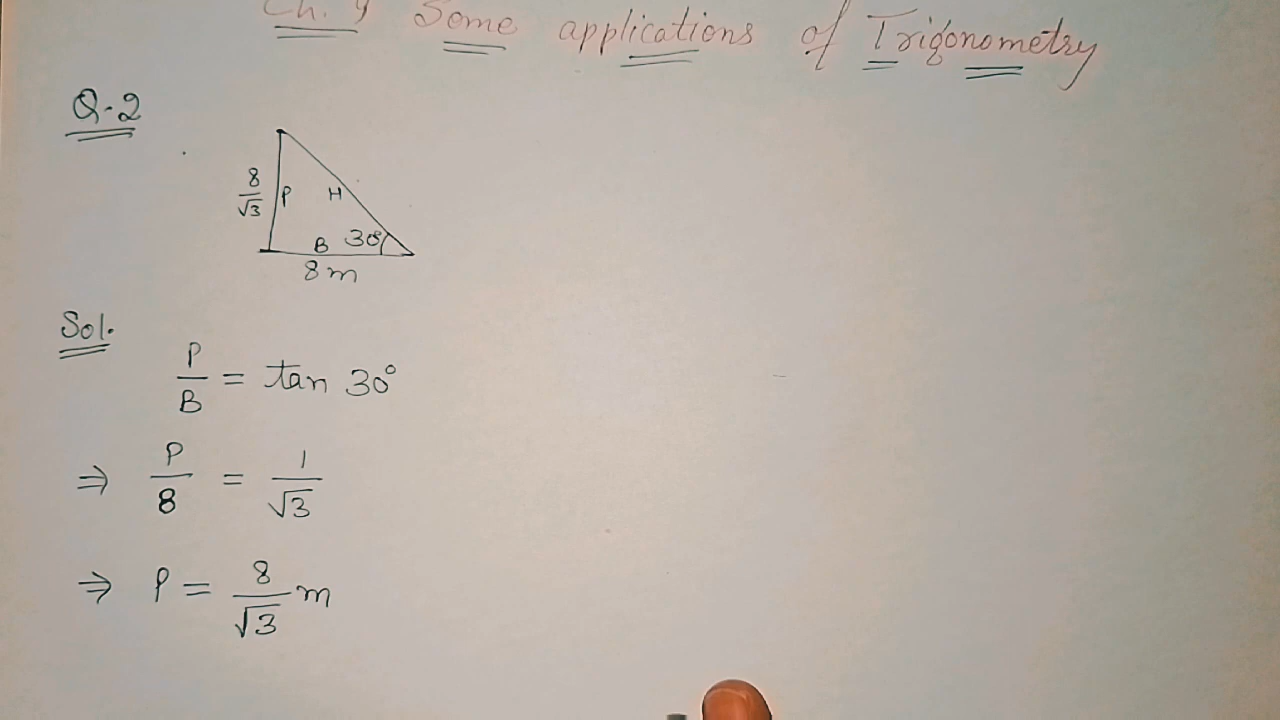 Ch. 9 Some applications of Trigonometry
Q-2
8/√3 P H
B 30°
8 m
Sol.
P/B = tan 30°
⇒ P/8 = 1/√3
⇒ P = 8/√3 m